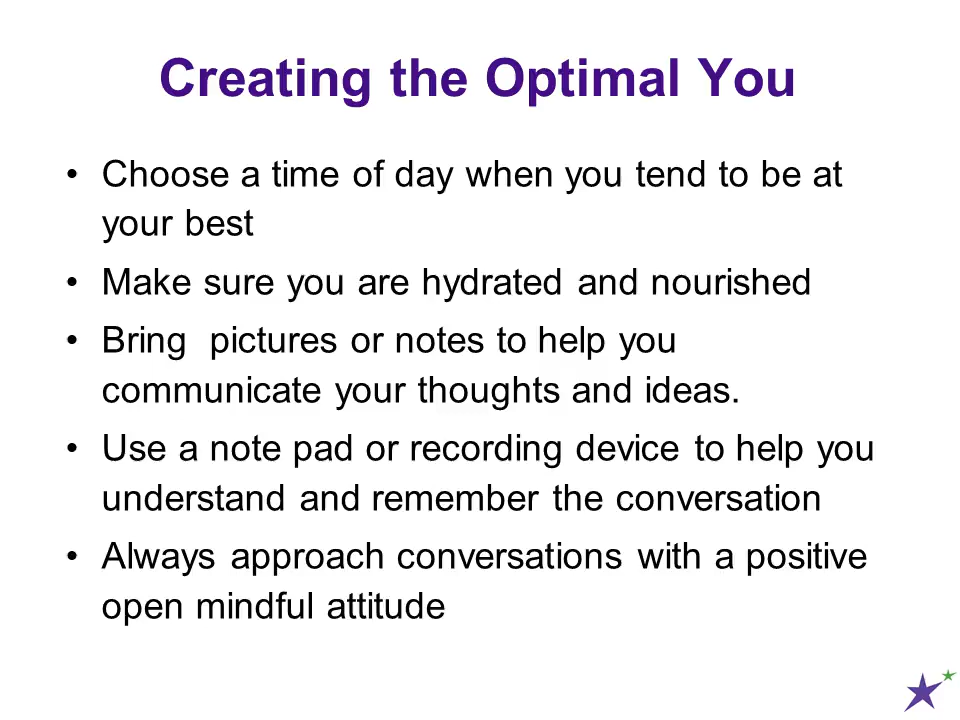 Creating the Optimal You
• Choose a time of day when you tend to be at
your best
• Make sure you are hydrated and nourished
• Bring  pictures or notes to help you
communicate your thoughts and ideas.
• Use a note pad or recording device to help you
understand and remember the conversation
• Always approach conversations with a positive
open mindful attitude